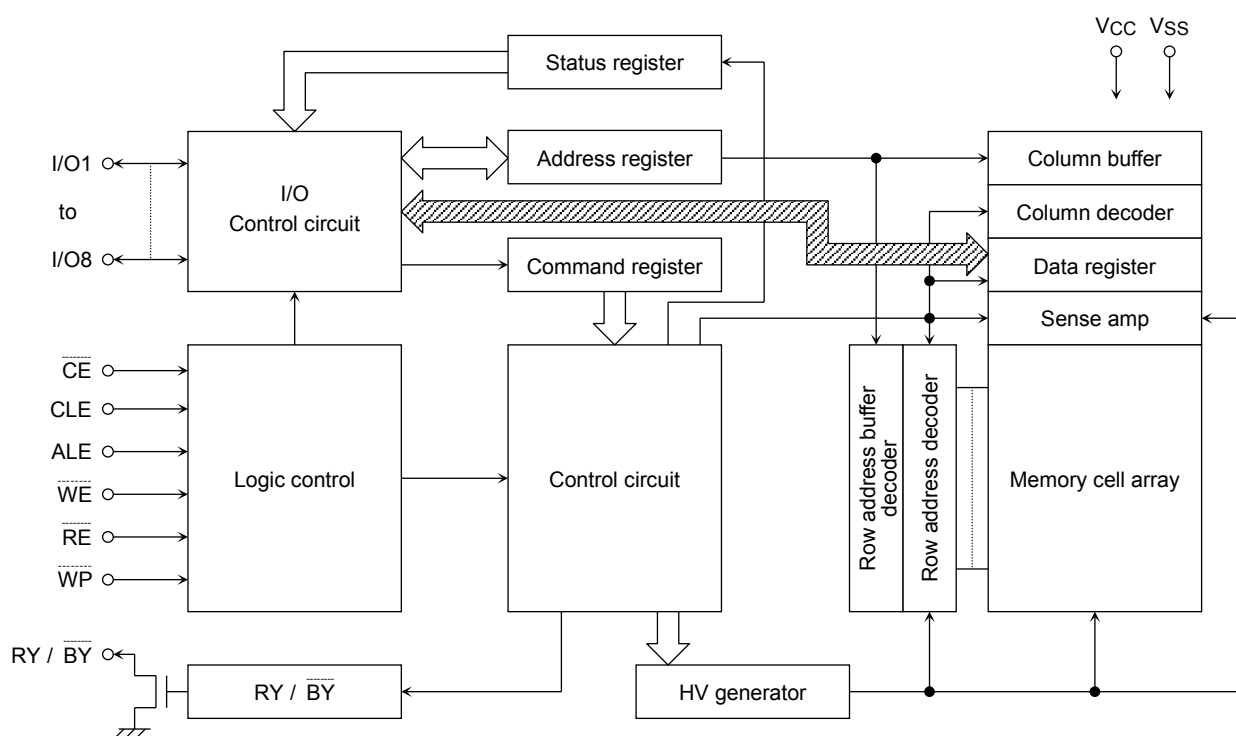 VCC
VSS
Status register
I/O1
to
I/O8
I/O
Control circuit
Address register
Column buffer
Column decoder
Command register
Data register
Sense amp
CE
CLE
ALE
WE
RE
WP
Logic control
Control circuit
Row address buffer
decoder
Row address decoder
Memory cell array
RY / BY
RY / BY
HV generator